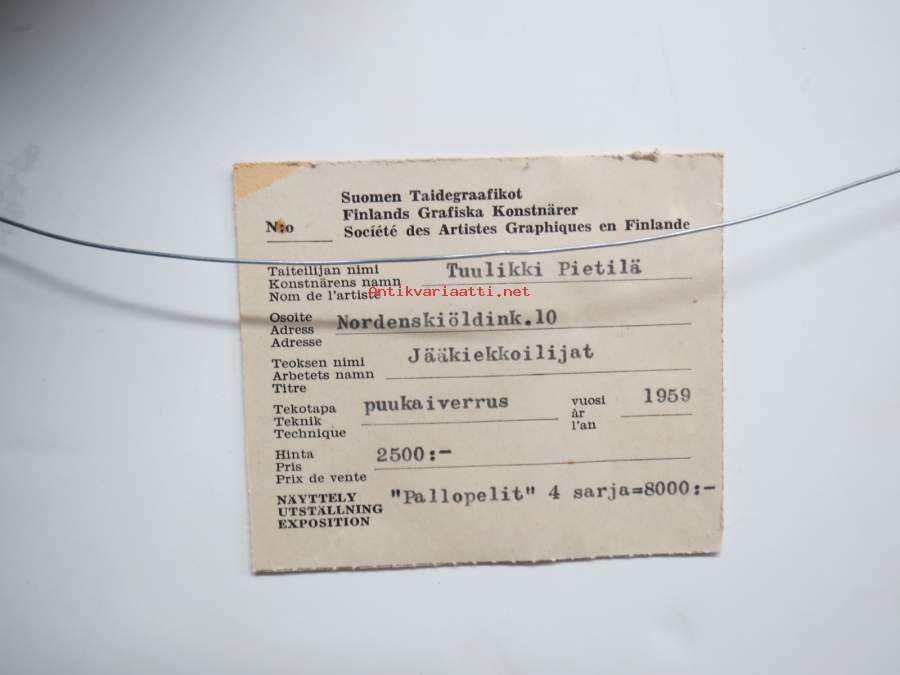 Suomen Taidegraafikot
Finlands Grafiska Konstnärer
N:o Société des Artistes Graphiques en Finlande
Taiteilijan nimi Tuulikki Pietilä
Konstnärens namn
Nom de l'artiste
Antikvariaatti.net
Osoite Nordenskiöldink.10
Adress
Adresse
Teoksen nimi Jääkiekkoilijat
Arbetets namn
Titre
Tekotapa puukaiverrus vuosi 1959
Teknik år
Technique l'an
Hinta 2500:-
Pris
Prix de vente
NÄYTTELY "Pallopelit" 4 sarja=8000:-
UTSTÄLLNING
EXPOSITION